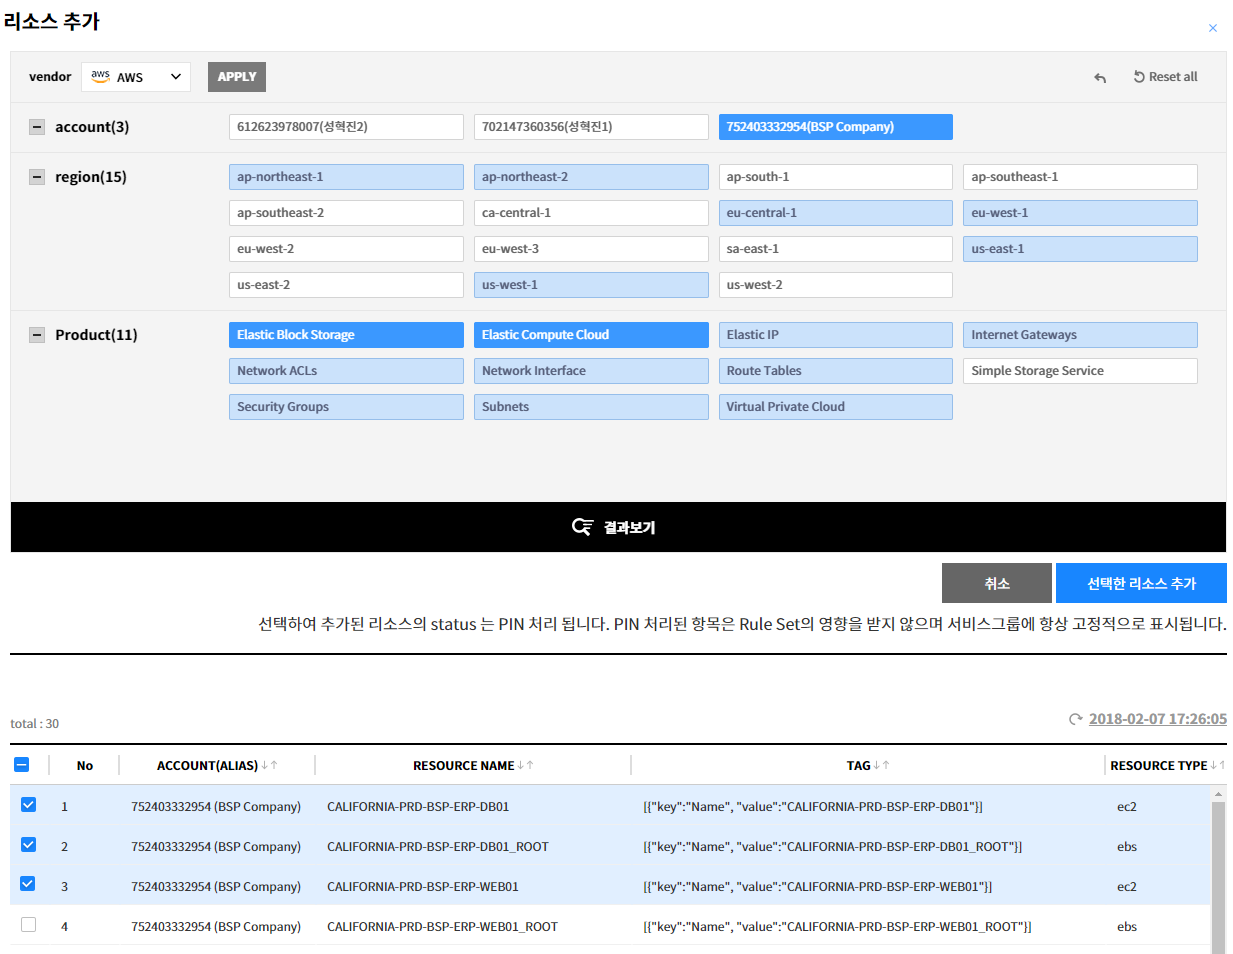 리소스 추가
×
vendor aws AWS APPLY Reset all
account(3) 612623978007(성혁진2) 702147360356(성혁진1) 752403332954(BSP Company)
region(15) ap-northeast-1 ap-northeast-2 ap-south-1 ap-southeast-1
ap-southeast-2 ca-central-1 eu-central-1 eu-west-1
eu-west-2 eu-west-3 sa-east-1 us-east-1
us-east-2 us-west-1 us-west-2
Product(11) Elastic Block Storage Elastic Compute Cloud Elastic IP Internet Gateways
Network ACLs Network Interface Route Tables Simple Storage Service
Security Groups Subnets Virtual Private Cloud
결과보기
취소 선택한 리소스 추가
선택하여 추가된 리소스의 status 는 PIN 처리 됩니다. PIN 처리된 항목은 Rule Set의 영향을 받지 않으며 서비스그룹에 항상 고정적으로 표시됩니다.
total : 30 2018-02-07 17:26:05
No ACCOUNT(ALIAS)↓↑ RESOURCE NAME↓↑ TAG↓↑ RESOURCE TYPE↓↑
1 752403332954 (BSP Company) CALIFORNIA-PRD-BSP-ERP-DB01 [{"key":"Name", "value":"CALIFORNIA-PRD-BSP-ERP-DB01"}] ec2
2 752403332954 (BSP Company) CALIFORNIA-PRD-BSP-ERP-DB01_ROOT [{"key":"Name", "value":"CALIFORNIA-PRD-BSP-ERP-DB01_ROOT"}] ebs
3 752403332954 (BSP Company) CALIFORNIA-PRD-BSP-ERP-WEB01 [{"key":"Name", "value":"CALIFORNIA-PRD-BSP-ERP-WEB01"}] ec2
4 752403332954 (BSP Company) CALIFORNIA-PRD-BSP-ERP-WEB01_ROOT [{"key":"Name", "value":"CALIFORNIA-PRD-BSP-ERP-WEB01_ROOT"}] ebs